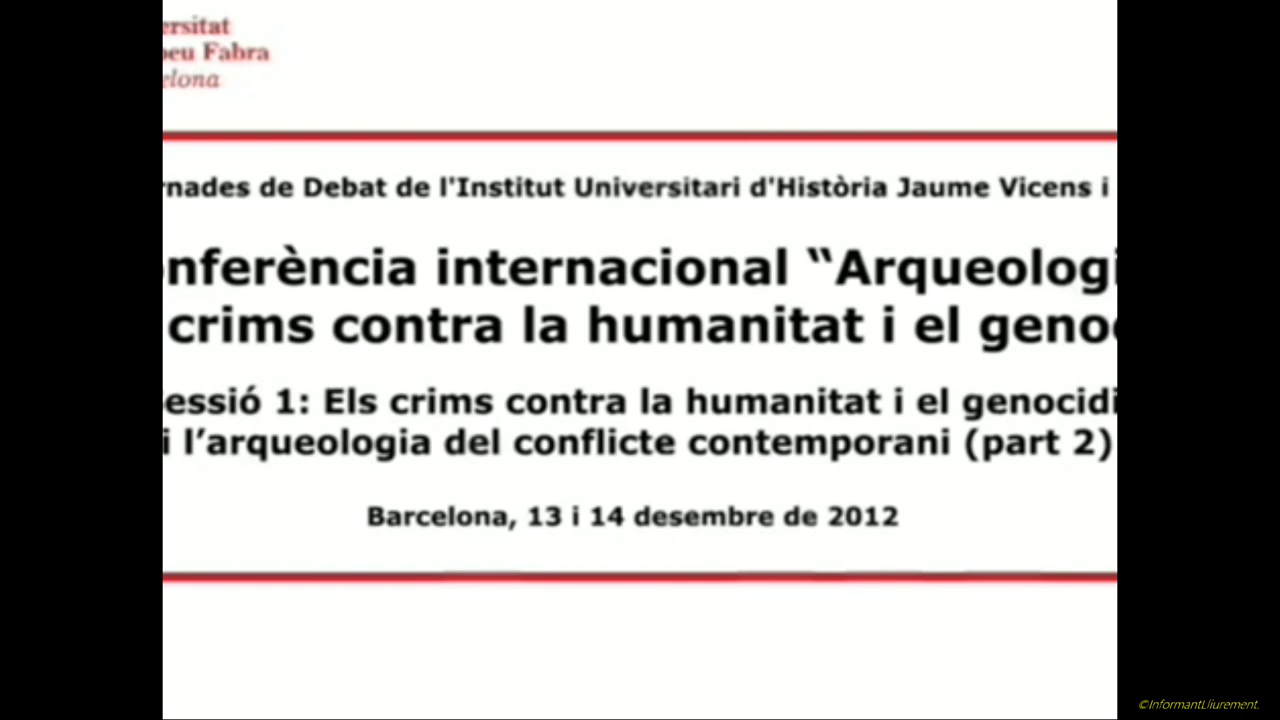 ersitat
eu Fabra
elona
rnades de Debat de l'Institut Universitari d'Història Jaume Vicens i
onferència internacional “Arqueologi
crims contra la humanitat i el geno
essió 1: Els crims contra la humanitat i el genocidi
i l’arqueologia del conflicte contemporani (part 2)
Barcelona, 13 i 14 desembre de 2012
©InformantLliurement.